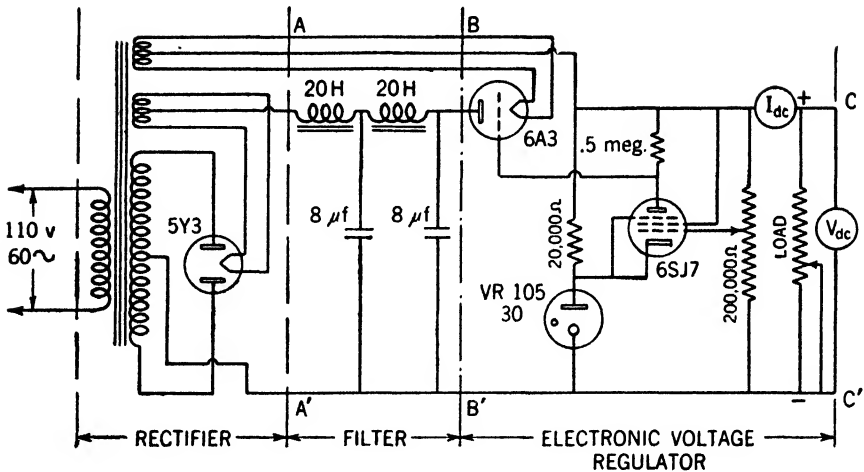 A
B
20H
20H
6A3
I dc
+
C
.5 meg.
110 v
60~
5Y3
8 μf
8 μf
20,000Ω
6SJ7
200,000Ω
LOAD
V dc
VR 105
30
A'
B'
−
C'
RECTIFIER
FILTER
ELECTRONIC VOLTAGE
REGULATOR